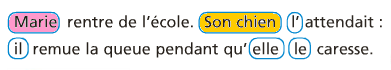 Marie rentre de l'école. Son chien l'attendait :
il remue la queue pendant qu'elle le caresse.